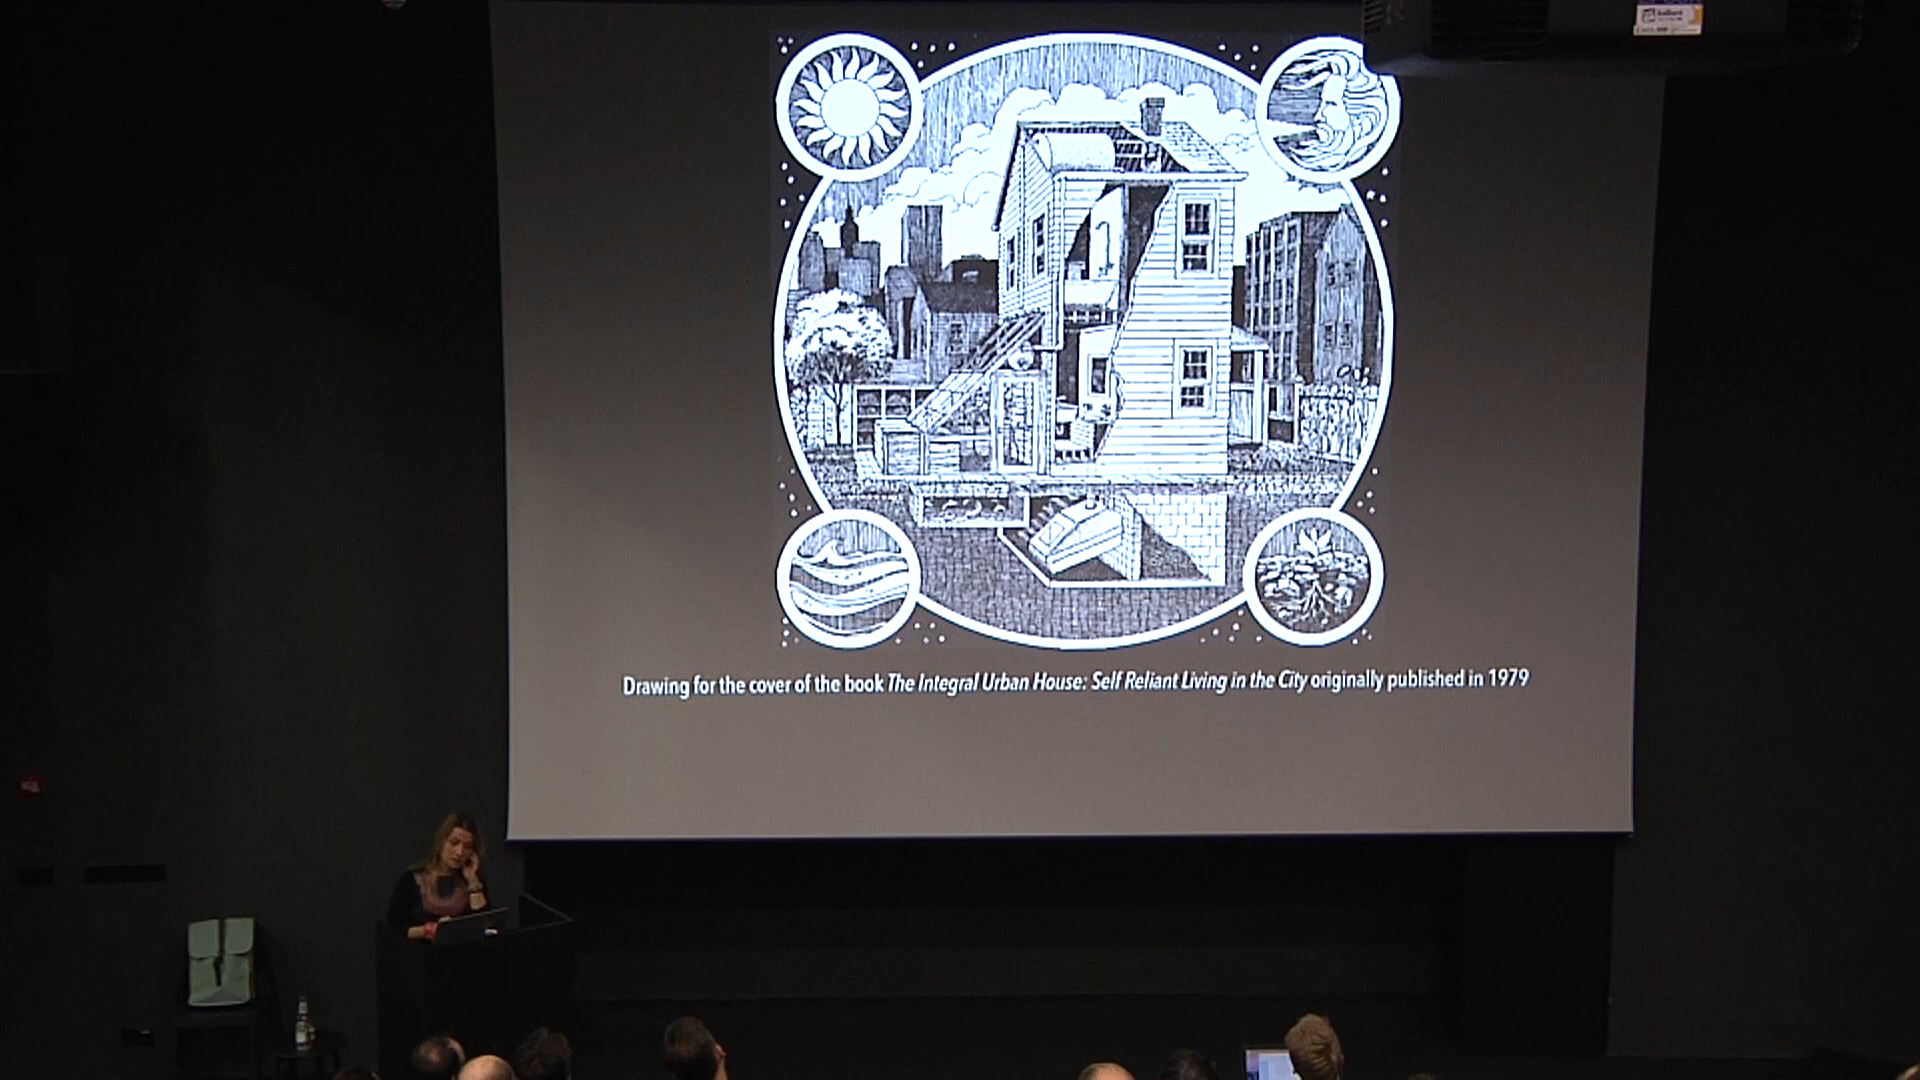 Drawing for the cover of the book The Integral Urban House: Self Reliant Living in the City originally published in 1979